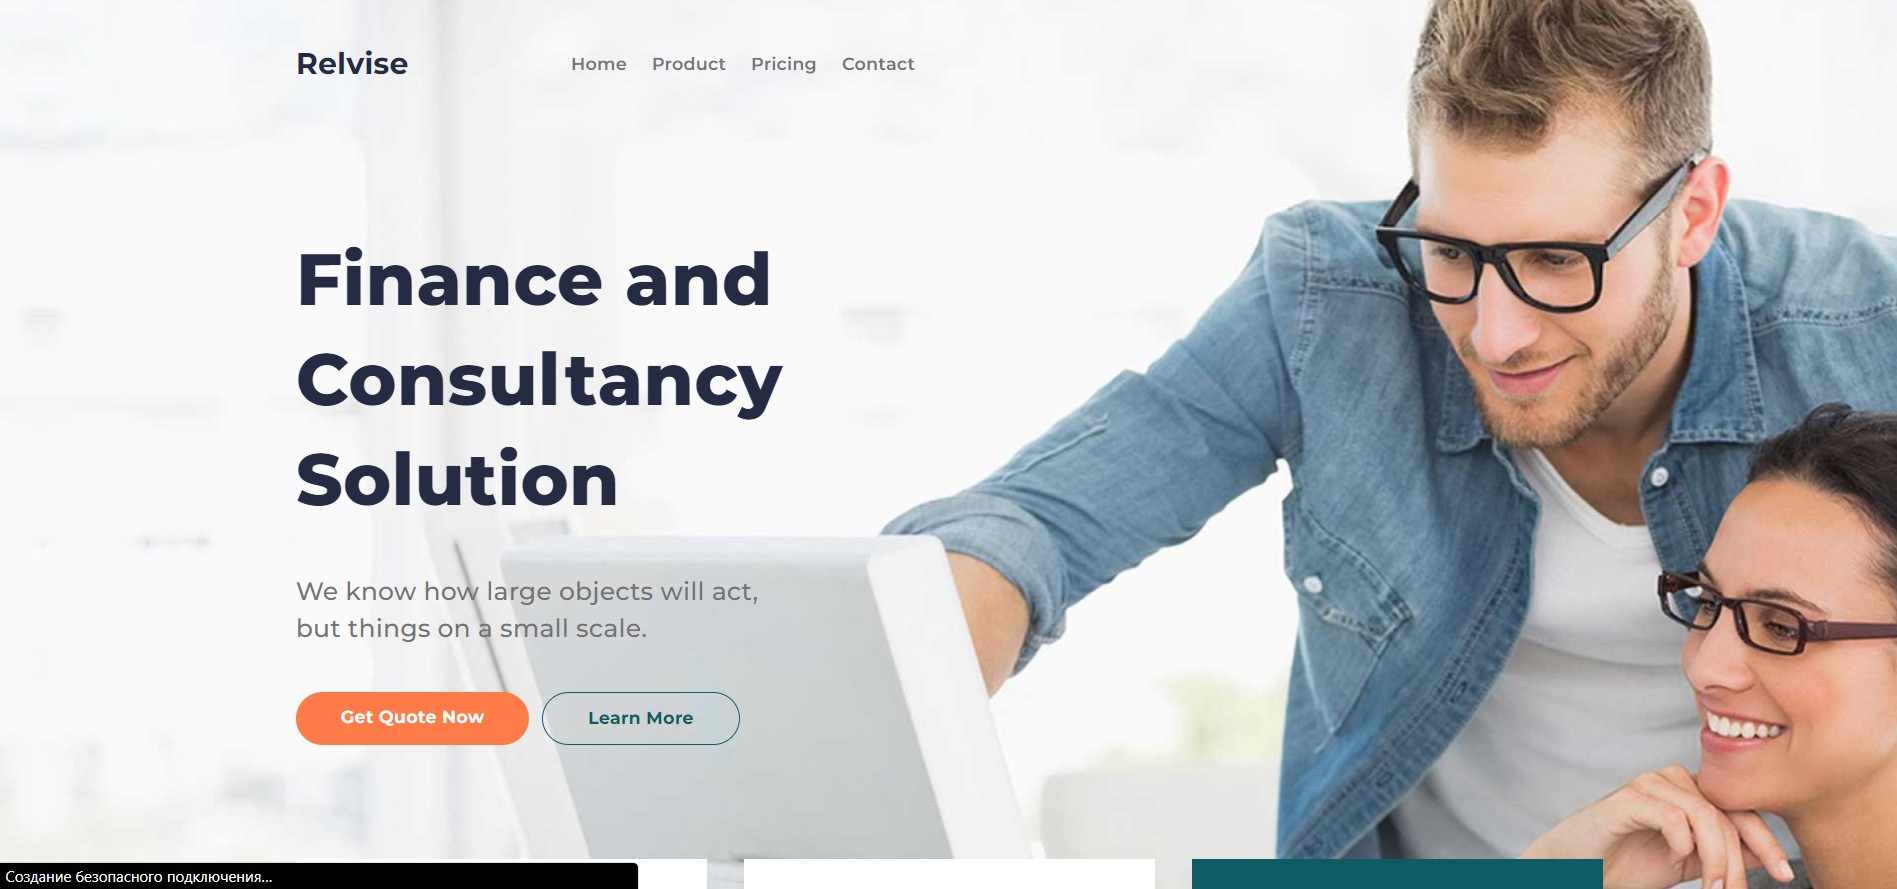 Relvise
Home Product Pricing Contact
Finance and
Consultancy
Solution
We know how large objects will act,
but things on a small scale.
Get Quote Now Learn More
Создание безопасного подключения...